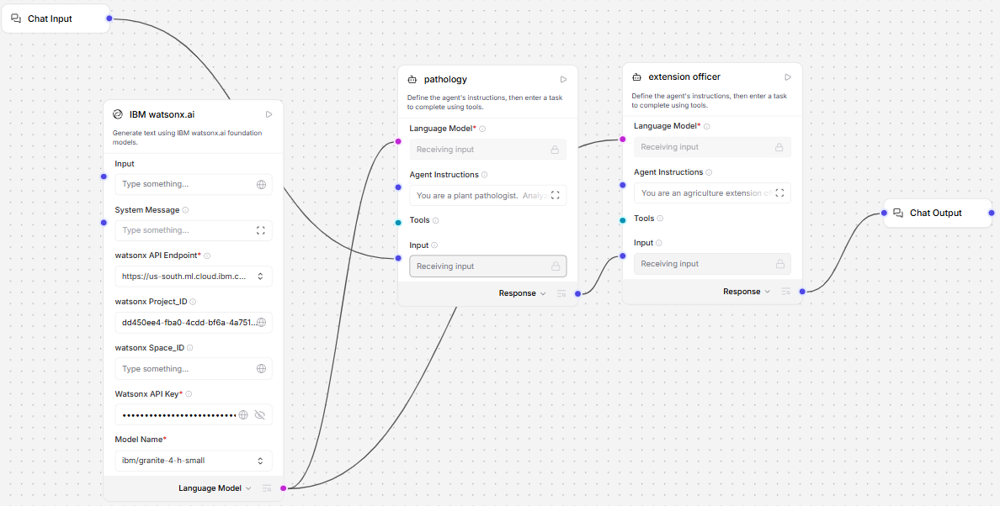 Chat Input
IBM watsonx.ai
Generate text using IBM watsonx.ai foundation
models.
Input
Type something...
System Message
Type something...
watsonx API Endpoint*
https://us-south.ml.cloud.ibm.c...
watsonx Project_ID
dd450ee4-fba0-4cdd-bf6a-4a751...
watsonx Space_ID
Type something...
Watsonx API Key*
Model Name*
ibm/granite-4-h-small
Language Model
pathology
Define the agent's instructions, then enter a task
to complete using tools.
Language Model*
Receiving input
Agent Instructions
You are a plant pathologist. Analyz
Tools
Input
Receiving input
Response
extension officer
Define the agent's instructions, then enter a task
to complete using tools.
Language Model*
Receiving input
Agent Instructions
You are an agriculture extension of
Tools
Input
Receiving input
Response
Chat Output